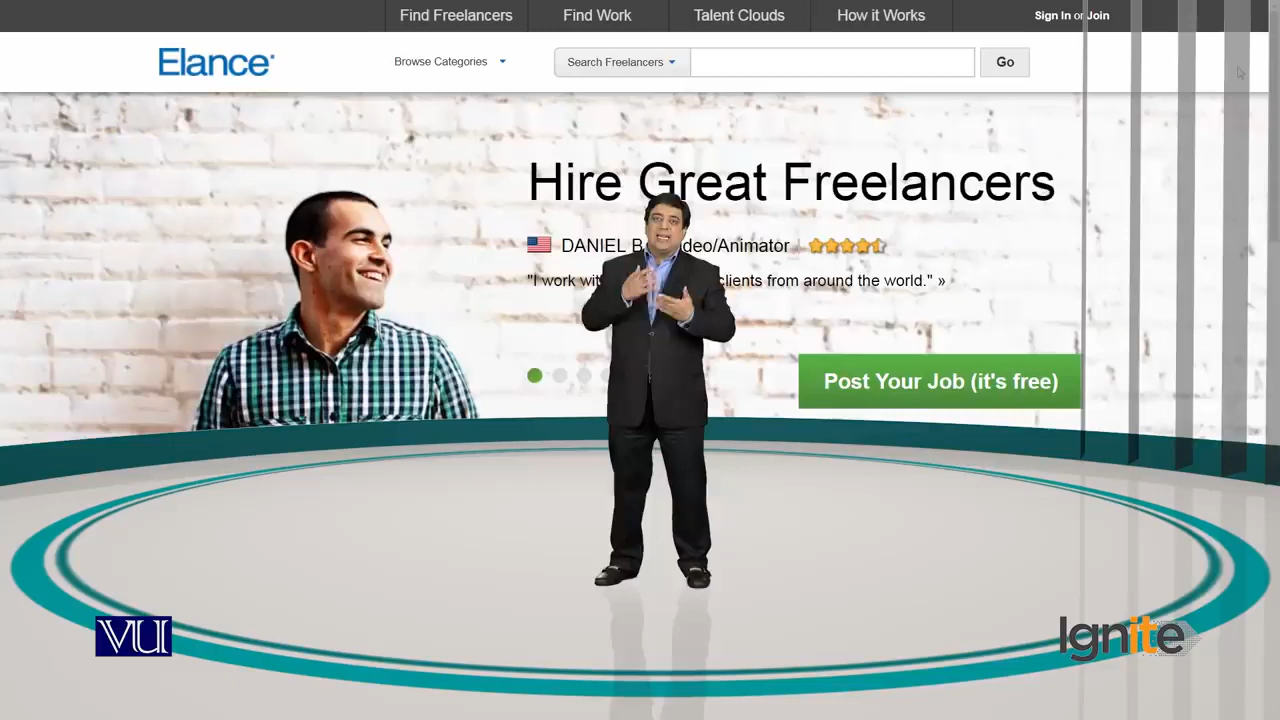 Find Freelancers
Find Work
Talent Clouds
How it Works
Sign In or Join
Elance
Browse Categories
Search Freelancers
Go
Hire Great Freelancers
DANIEL B deo/Animator
"I work clients from around the world." »
Post Your Job (it's free)
VU
Ignite